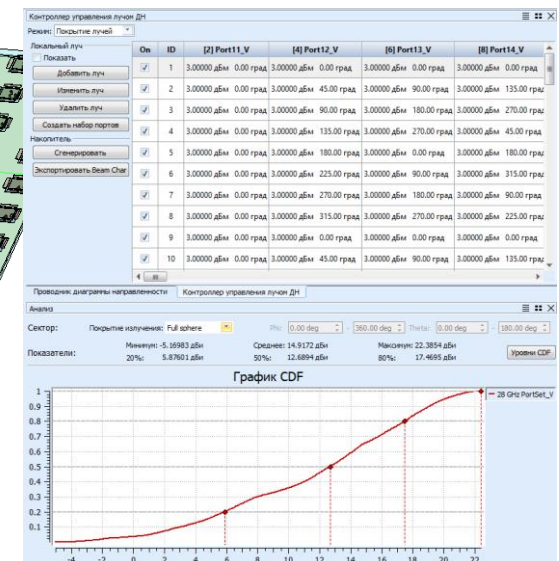 Контроллер управления лучом ДН
Режим: Покрытие лучей
Локальный луч
Показать
Добавить луч
Изменить луч
Удалить луч
Создать набор портов
Накопитель
Сгенерировать
Экспортировать Beam Char
On ID [2] Port11_V [4] Port12_V [6] Port13_V [8] Port14_V
1 3.00000 дБм 0.00 град 3.00000 дБм 0.00 град 3.00000 дБм 0.00 град 3.00000 дБм 0.00 град
2 3.00000 дБм 0.00 град 3.00000 дБм 45.00 град 3.00000 дБм 90.00 град 3.00000 дБм 135.00 град
3 3.00000 дБм 0.00 град 3.00000 дБм 90.00 град 3.00000 дБм 180.00 град 3.00000 дБм 270.00 град
4 3.00000 дБм 0.00 град 3.00000 дБм 135.00 град 3.00000 дБм 270.00 град 3.00000 дБм 45.00 град
5 3.00000 дБм 0.00 град 3.00000 дБм 180.00 град 3.00000 дБм 0.00 град 3.00000 дБм 180.00 град
6 3.00000 дБм 0.00 град 3.00000 дБм 225.00 град 3.00000 дБм 90.00 град 3.00000 дБм 315.00 град
7 3.00000 дБм 0.00 град 3.00000 дБм 270.00 град 3.00000 дБм 180.00 град 3.00000 дБм 90.00 град
8 3.00000 дБм 0.00 град 3.00000 дБм 315.00 град 3.00000 дБм 270.00 град 3.00000 дБм 225.00 град
9 3.00000 дБм 0.00 град 3.00000 дБм 0.00 град 3.00000 дБм 0.00 град 3.00000 дБм 0.00 град
10 3.00000 дБм 0.00 град 3.00000 дБм 45.00 град 3.00000 дБм 90.00 град 3.00000 дБм 135.00 град
Проводник диаграммы направленности Контроллер управления лучом ДН
Анализ
Сектор: Покрытие излучения: Full sphere Phi: 0.00 deg - 360.00 deg Theta: 0.00 deg - 180.00 deg
Показатели: Минимум: -5.16983 дБи Среднее: 14.9172 дБи Максимум: 22.3854 дБи
20%: 5.87601 дБи 50%: 12.6894 дБи 80%: 17.4695 дБи
Уровни CDF
График CDF
28 GHz PortSet_V
1
0.9
0.8
0.7
0.6
0.5
0.4
0.3
0.2
0.1
-4 -2 0 2 4 6 8 10 12 14 16 18 20 22